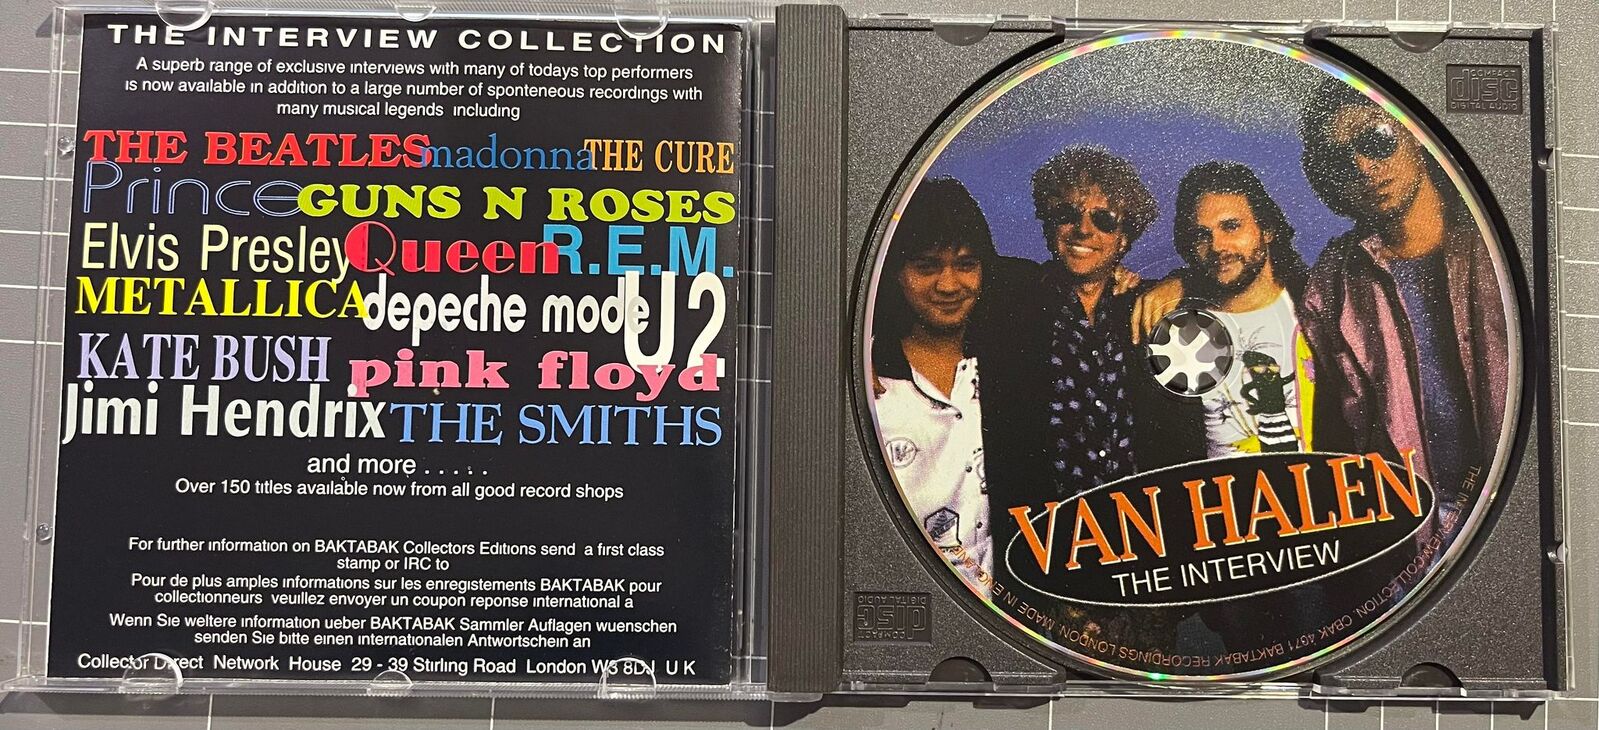 THE INTERVIEW COLLECTION
A superb range of exclusive interviews with many of todays top performers
is now available in addition to a large number of sponteneous recordings with
many musical legends including
THE BEATLES madonna THE CURE
Prince GUNS N ROSES
Elvis Presley Queen R.E.M.
METALLICA depeche mode U2
KATE BUSH pink floyd
Jimi Hendrix THE SMITHS
and more . . . . .
Over 150 titles available now from all good record shops
For further information on BAKTABAK Collectors Editions send a first class
stamp or IRC to
Pour de plus amples informations sur les enregistements BAKTABAK pour
collectionneurs veuillez envoyer un coupon reponse international a
Wenn Sie weitere information ueber BAKTABAK Sammler Auflagen wuenschen
senden Sie bitte einen internationalen Antwortschein an
Collector Direct Network House 29 - 39 Stirling Road London W3 8DJ U K
COMPACT
disc
DIGITAL AUDIO
VAN HALEN
THE INTERVIEW
THE INTERVIEW COLLECTION. CBAK 4071 BAKTABAK RECORDINGS LONDON. MADE IN ENGLAND
COMPACT
disc
DIGITAL AUDIO